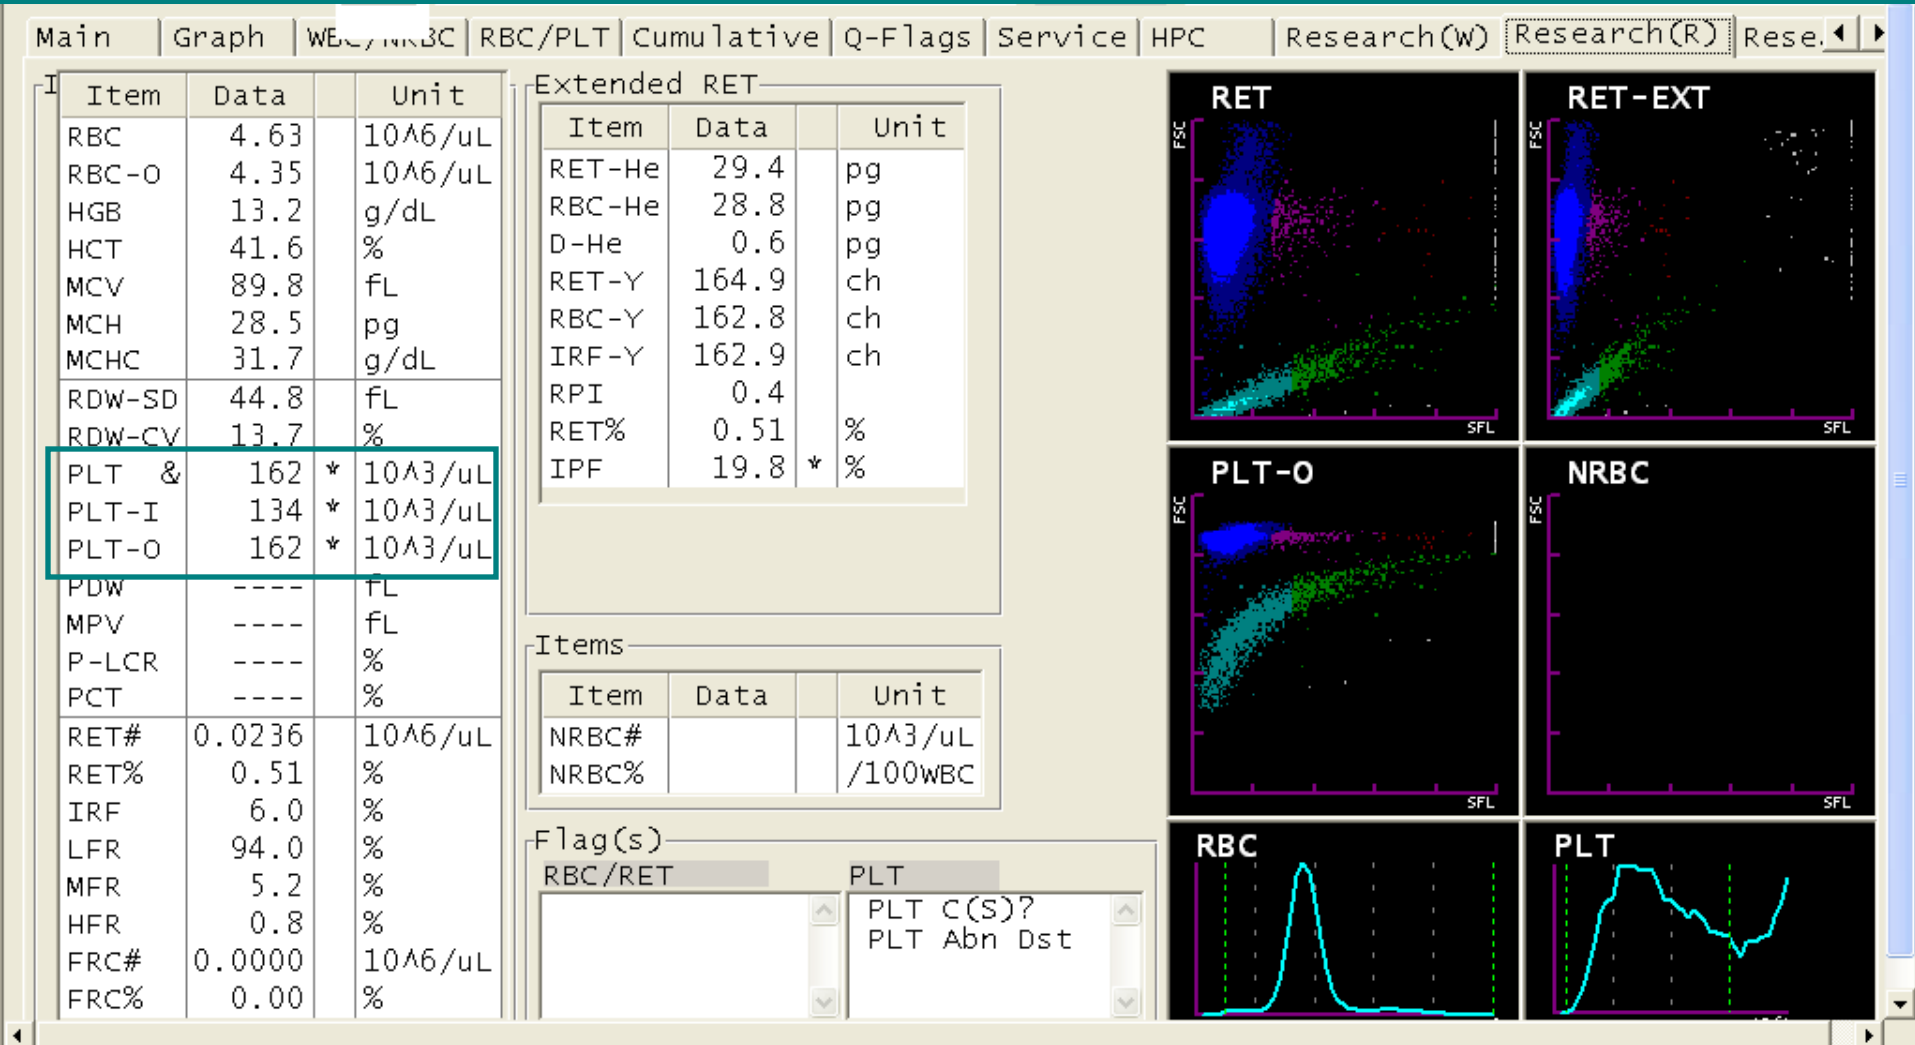 Main Graph WBC/NRBC RBC/PLT Cumulative Q-Flags Service HPC Research(W) Research(R) Rese
I
Item Data Unit
RBC 4.63 10^6/uL
RBC-O 4.35 10^6/uL
HGB 13.2 g/dL
HCT 41.6 %
MCV 89.8 fL
MCH 28.5 pg
MCHC 31.7 g/dL
RDW-SD 44.8 fL
RDW-CV 13.7 %
PLT & 162 * 10^3/uL
PLT-I 134 * 10^3/uL
PLT-O 162 * 10^3/uL
PDW ---- fL
MPV ---- fL
P-LCR ---- %
PCT ---- %
RET# 0.0236 10^6/uL
RET% 0.51 %
IRF 6.0 %
LFR 94.0 %
MFR 5.2 %
HFR 0.8 %
FRC# 0.0000 10^6/uL
FRC% 0.00 %
Extended RET
Item Data Unit
RET-He 29.4 pg
RBC-He 28.8 pg
D-He 0.6 pg
RET-Y 164.9 ch
RBC-Y 162.8 ch
IRF-Y 162.9 ch
RPI 0.4
RET% 0.51 %
IPF 19.8 * %
Items
Item Data Unit
NRBC# 10^3/uL
NRBC% /100WBC
Flag(s)
RBC/RET
PLT
PLT C(S)?
PLT Abn Dst
RET
FSC
SFL
RET-EXT
FSC
SFL
PLT-O
FSC
SFL
NRBC
FSC
SFL
RBC
PLT